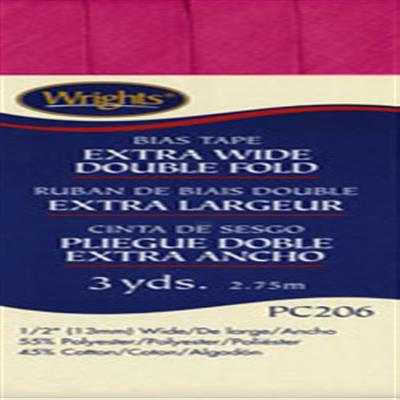 Wrights®
BIAS TAPE
EXTRA WIDE
DOUBLE FOLD
RUBAN DE BIAIS DOUBLE
EXTRA LARGEUR
CINTA DE SESGO
PLIEGUE DOBLE
EXTRA ANCHO
3 yds. 2.75m
PC206
1/2" (13mm) Wide/De large/Ancho
55% Polyester/Polyester/Poliéster
45% Cotton/Coton/Algodón